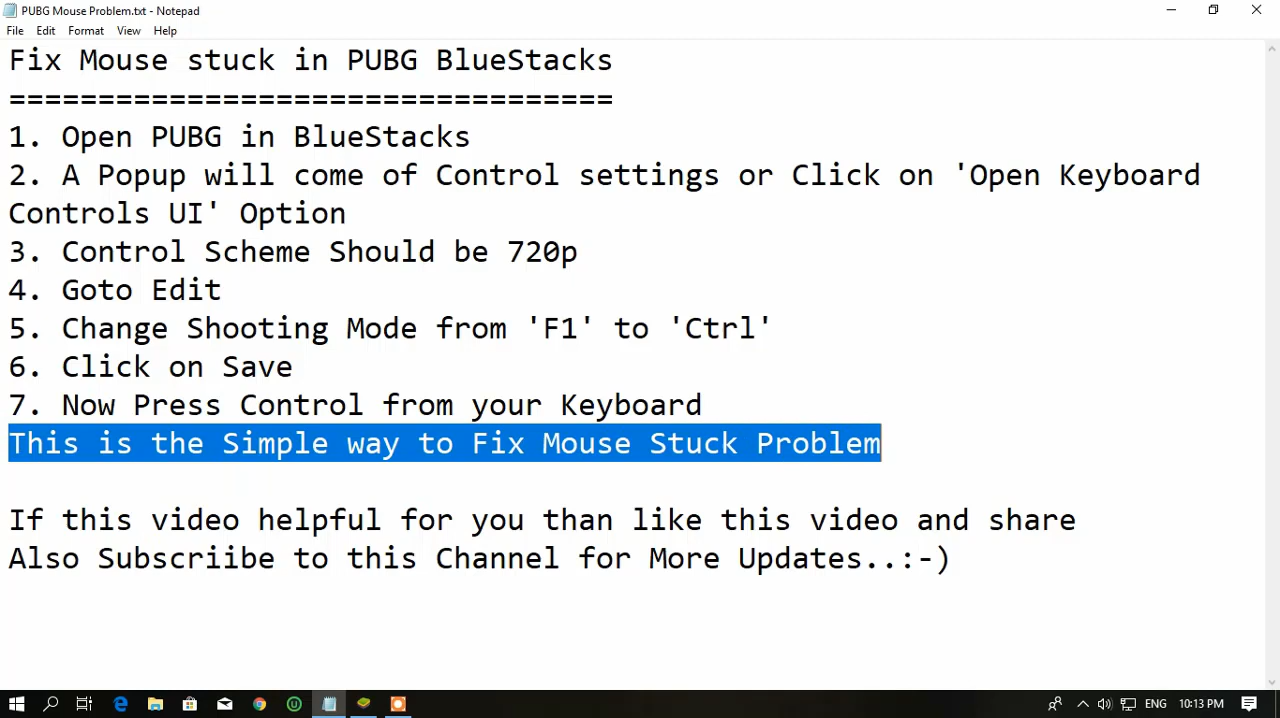 PUBG Mouse Problem.txt - Notepad
File Edit Format View Help
Fix Mouse stuck in PUBG BlueStacks
==================================
1. Open PUBG in BlueStacks
2. A Popup will come of Control settings or Click on 'Open Keyboard
Controls UI' Option
3. Control Scheme Should be 720p
4. Goto Edit
5. Change Shooting Mode from 'F1' to 'Ctrl'
6. Click on Save
7. Now Press Control from your Keyboard
This is the Simple way to Fix Mouse Stuck Problem
If this video helpful for you than like this video and share
Also Subscriibe to this Channel for More Updates..:-)
ENG 10:13 PM